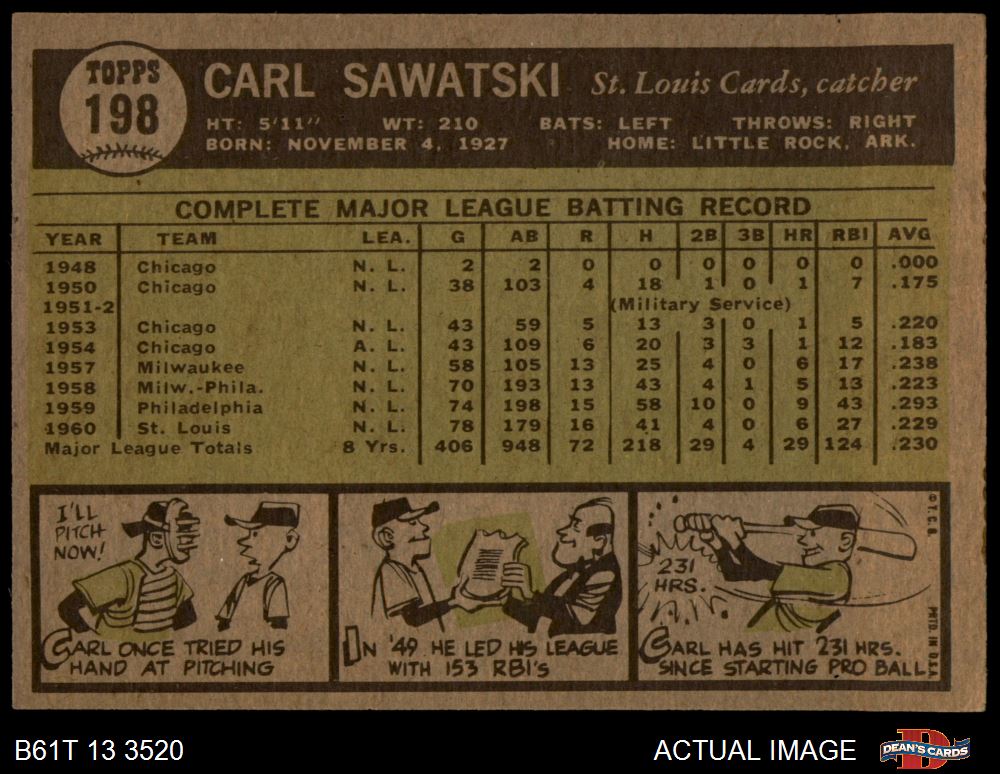 TOPPS
198
CARL SAWATSKI St. Louis Cards, catcher
HT: 5'11" WT: 210 BATS: LEFT THROWS: RIGHT
BORN: NOVEMBER 4, 1927 HOME: LITTLE ROCK, ARK.
COMPLETE MAJOR LEAGUE BATTING RECORD
YEAR TEAM LEA. G AB R H 2B 3B HR RBI AVG
1948 Chicago N. L. 2 2 0 0 0 0 0 0 .000
1950 Chicago N. L. 38 103 4 18 1 0 1 7 .175
1951-2 (Military Service)
1953 Chicago N. L. 43 59 5 13 3 0 1 5 .220
1954 Chicago A. L. 43 109 6 20 3 3 1 12 .183
1957 Milwaukee N. L. 58 105 13 25 4 0 6 17 .238
1958 Milw.-Phila. N. L. 70 193 13 43 4 1 5 13 .223
1959 Philadelphia N. L. 74 198 15 58 10 0 9 43 .293
1960 St. Louis N. L. 78 179 16 41 4 0 6 27 .229
Major League Totals 8 Yrs. 406 948 72 218 29 4 29 124 .230
I'LL
PITCH
NOW!
CARL ONCE TRIED HIS
HAND AT PITCHING
IN '49 HE LED HIS LEAGUE
WITH 153 RBI'S
231
HRS.
CARL HAS HIT 231 HRS.
SINCE STARTING PRO BALL
© T.C.G.
PRTD. IN U.S.A.
B61T 13 3520
ACTUAL IMAGE
DEAN'S CARDS